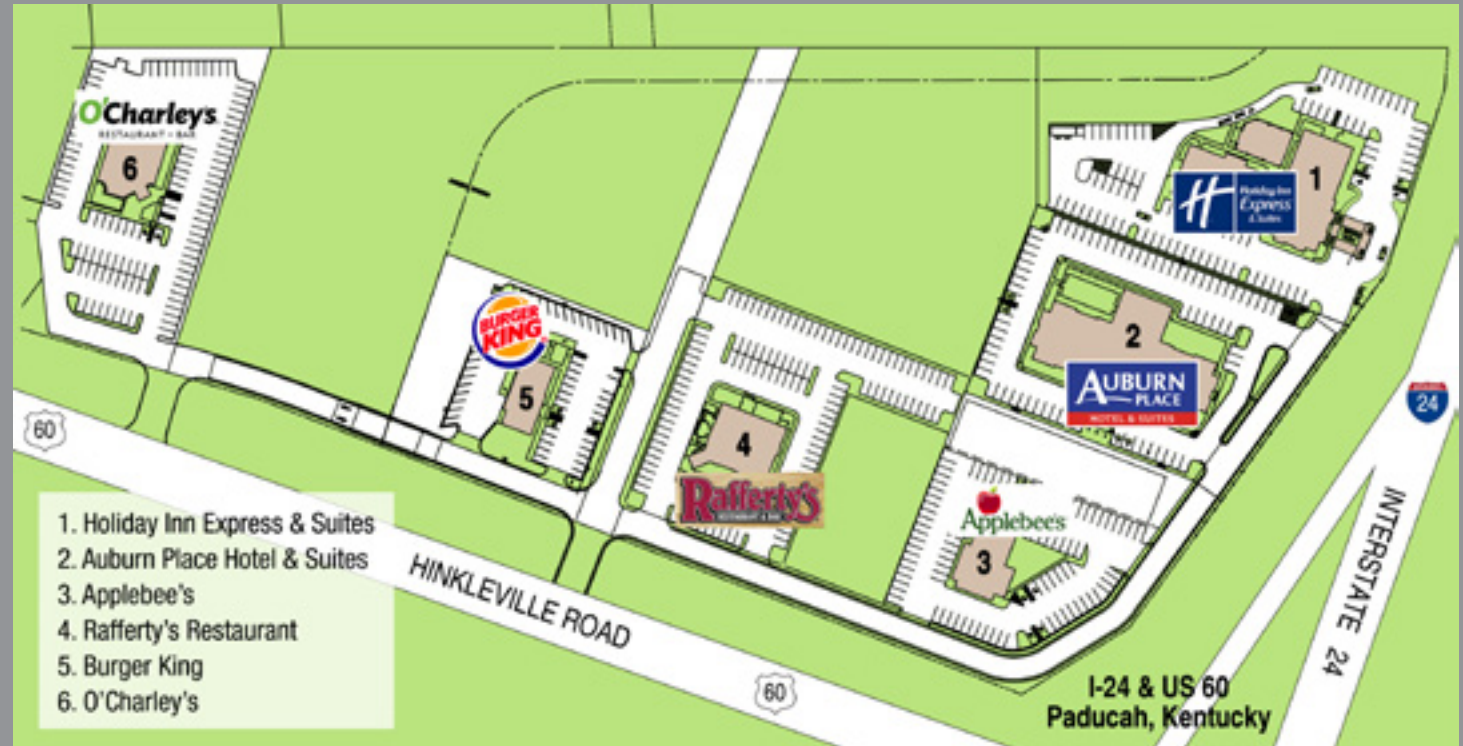 O'Charley's
RESTAURANT + BAR
6
1
H Holiday Inn
Express
& Suites
2
AUBURN
PLACE
HOTEL & SUITES
BURGER
KING
5
4
Rafferty's
Applebee's
3
24
60
HINKLEVILLE ROAD
60
INTERSTATE 24
1. Holiday Inn Express & Suites
2. Auburn Place Hotel & Suites
3. Applebee's
4. Rafferty's Restaurant
5. Burger King
6. O'Charley's
I-24 & US 60
Paducah, Kentucky